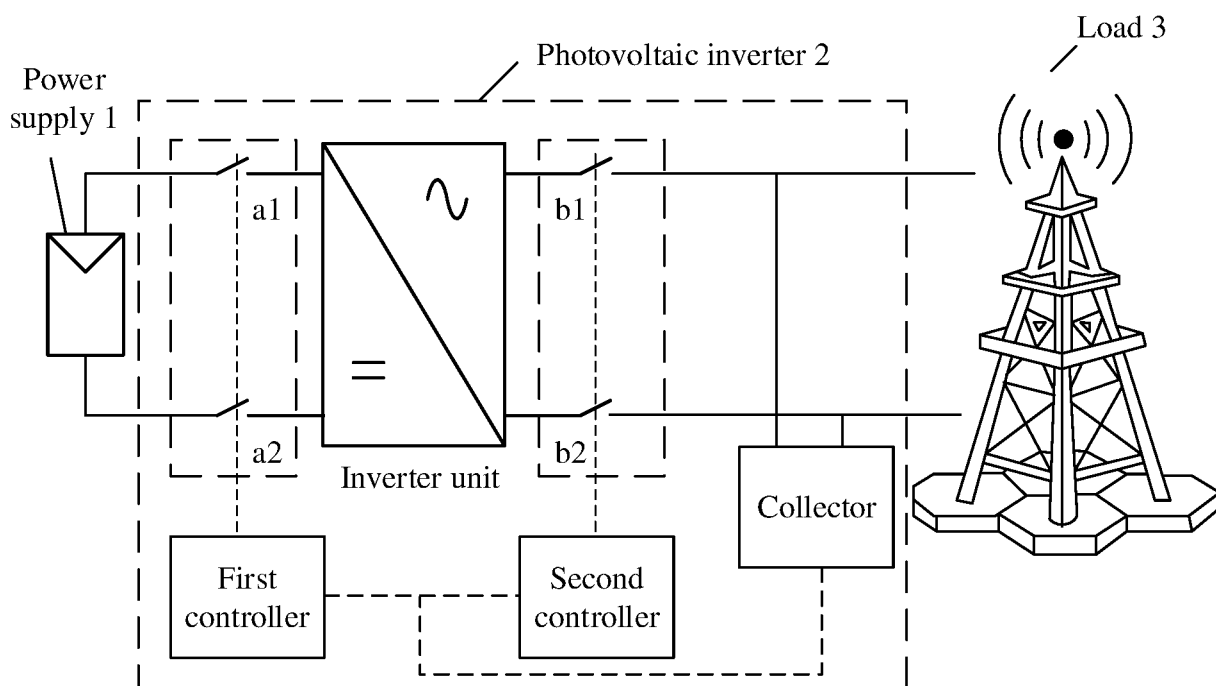 Load 3
Photovoltaic inverter 2
Power
supply 1
a1
b1
a2
b2
Inverter unit
Collector
First
controller
Second
controller